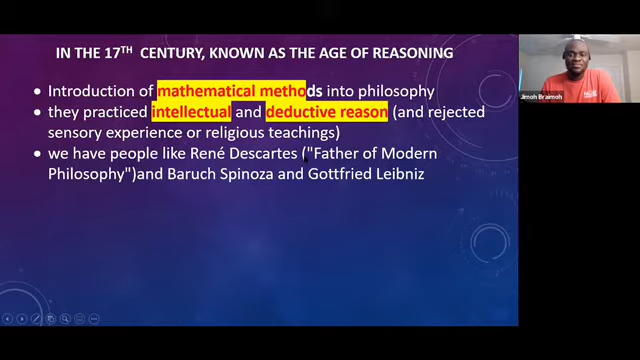 IN THE 17TH CENTURY, KNOWN AS THE AGE OF REASONING
• Introduction of mathematical methods into philosophy
• they practiced intellectual and deductive reason (and rejected
sensory experience or religious teachings)
• we have people like René Descartes ("Father of Modern
Philosophy")and Baruch Spinoza and Gottfried Leibniz
Jimoh Braimoh